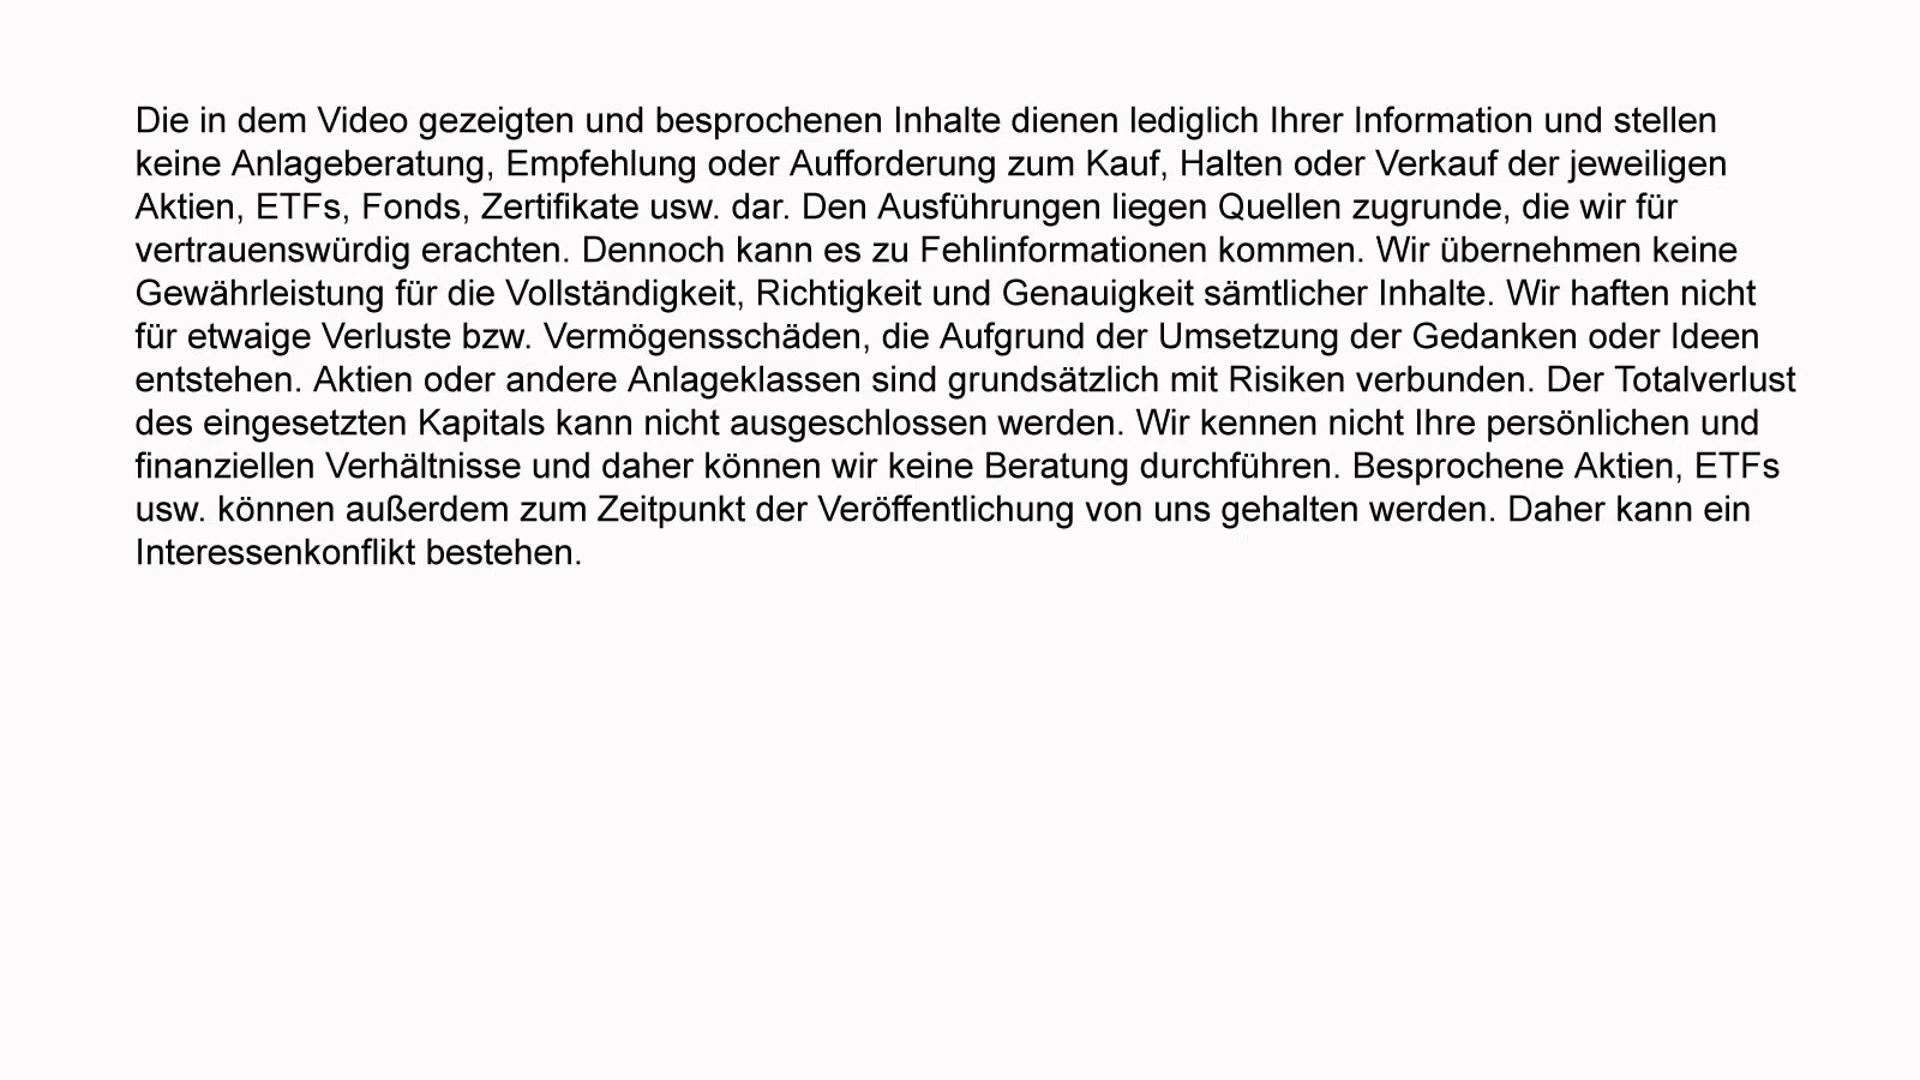 Die in dem Video gezeigten und besprochenen Inhalte dienen lediglich Ihrer Information und stellen
keine Anlageberatung, Empfehlung oder Aufforderung zum Kauf, Halten oder Verkauf der jeweiligen
Aktien, ETFs, Fonds, Zertifikate usw. dar. Den Ausführungen liegen Quellen zugrunde, die wir für
vertrauenswürdig erachten. Dennoch kann es zu Fehlinformationen kommen. Wir übernehmen keine
Gewährleistung für die Vollständigkeit, Richtigkeit und Genauigkeit sämtlicher Inhalte. Wir haften nicht
für etwaige Verluste bzw. Vermögensschäden, die Aufgrund der Umsetzung der Gedanken oder Ideen
entstehen. Aktien oder andere Anlageklassen sind grundsätzlich mit Risiken verbunden. Der Totalverlust
des eingesetzten Kapitals kann nicht ausgeschlossen werden. Wir kennen nicht Ihre persönlichen und
finanziellen Verhältnisse und daher können wir keine Beratung durchführen. Besprochene Aktien, ETFs
usw. können außerdem zum Zeitpunkt der Veröffentlichung von uns gehalten werden. Daher kann ein
Interessenkonflikt bestehen.